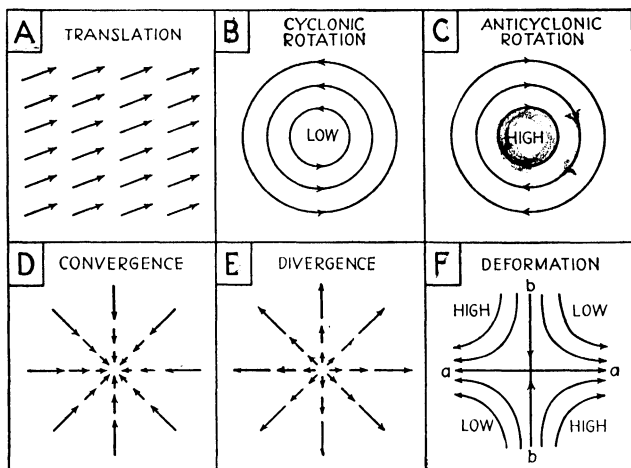 A
TRANSLATION
B
CYCLONIC
ROTATION
LOW
C
ANTICYCLONIC
ROTATION
HIGH
D
CONVERGENCE
E
DIVERGENCE
F
DEFORMATION
b
HIGH
LOW
a
a
LOW
HIGH
b